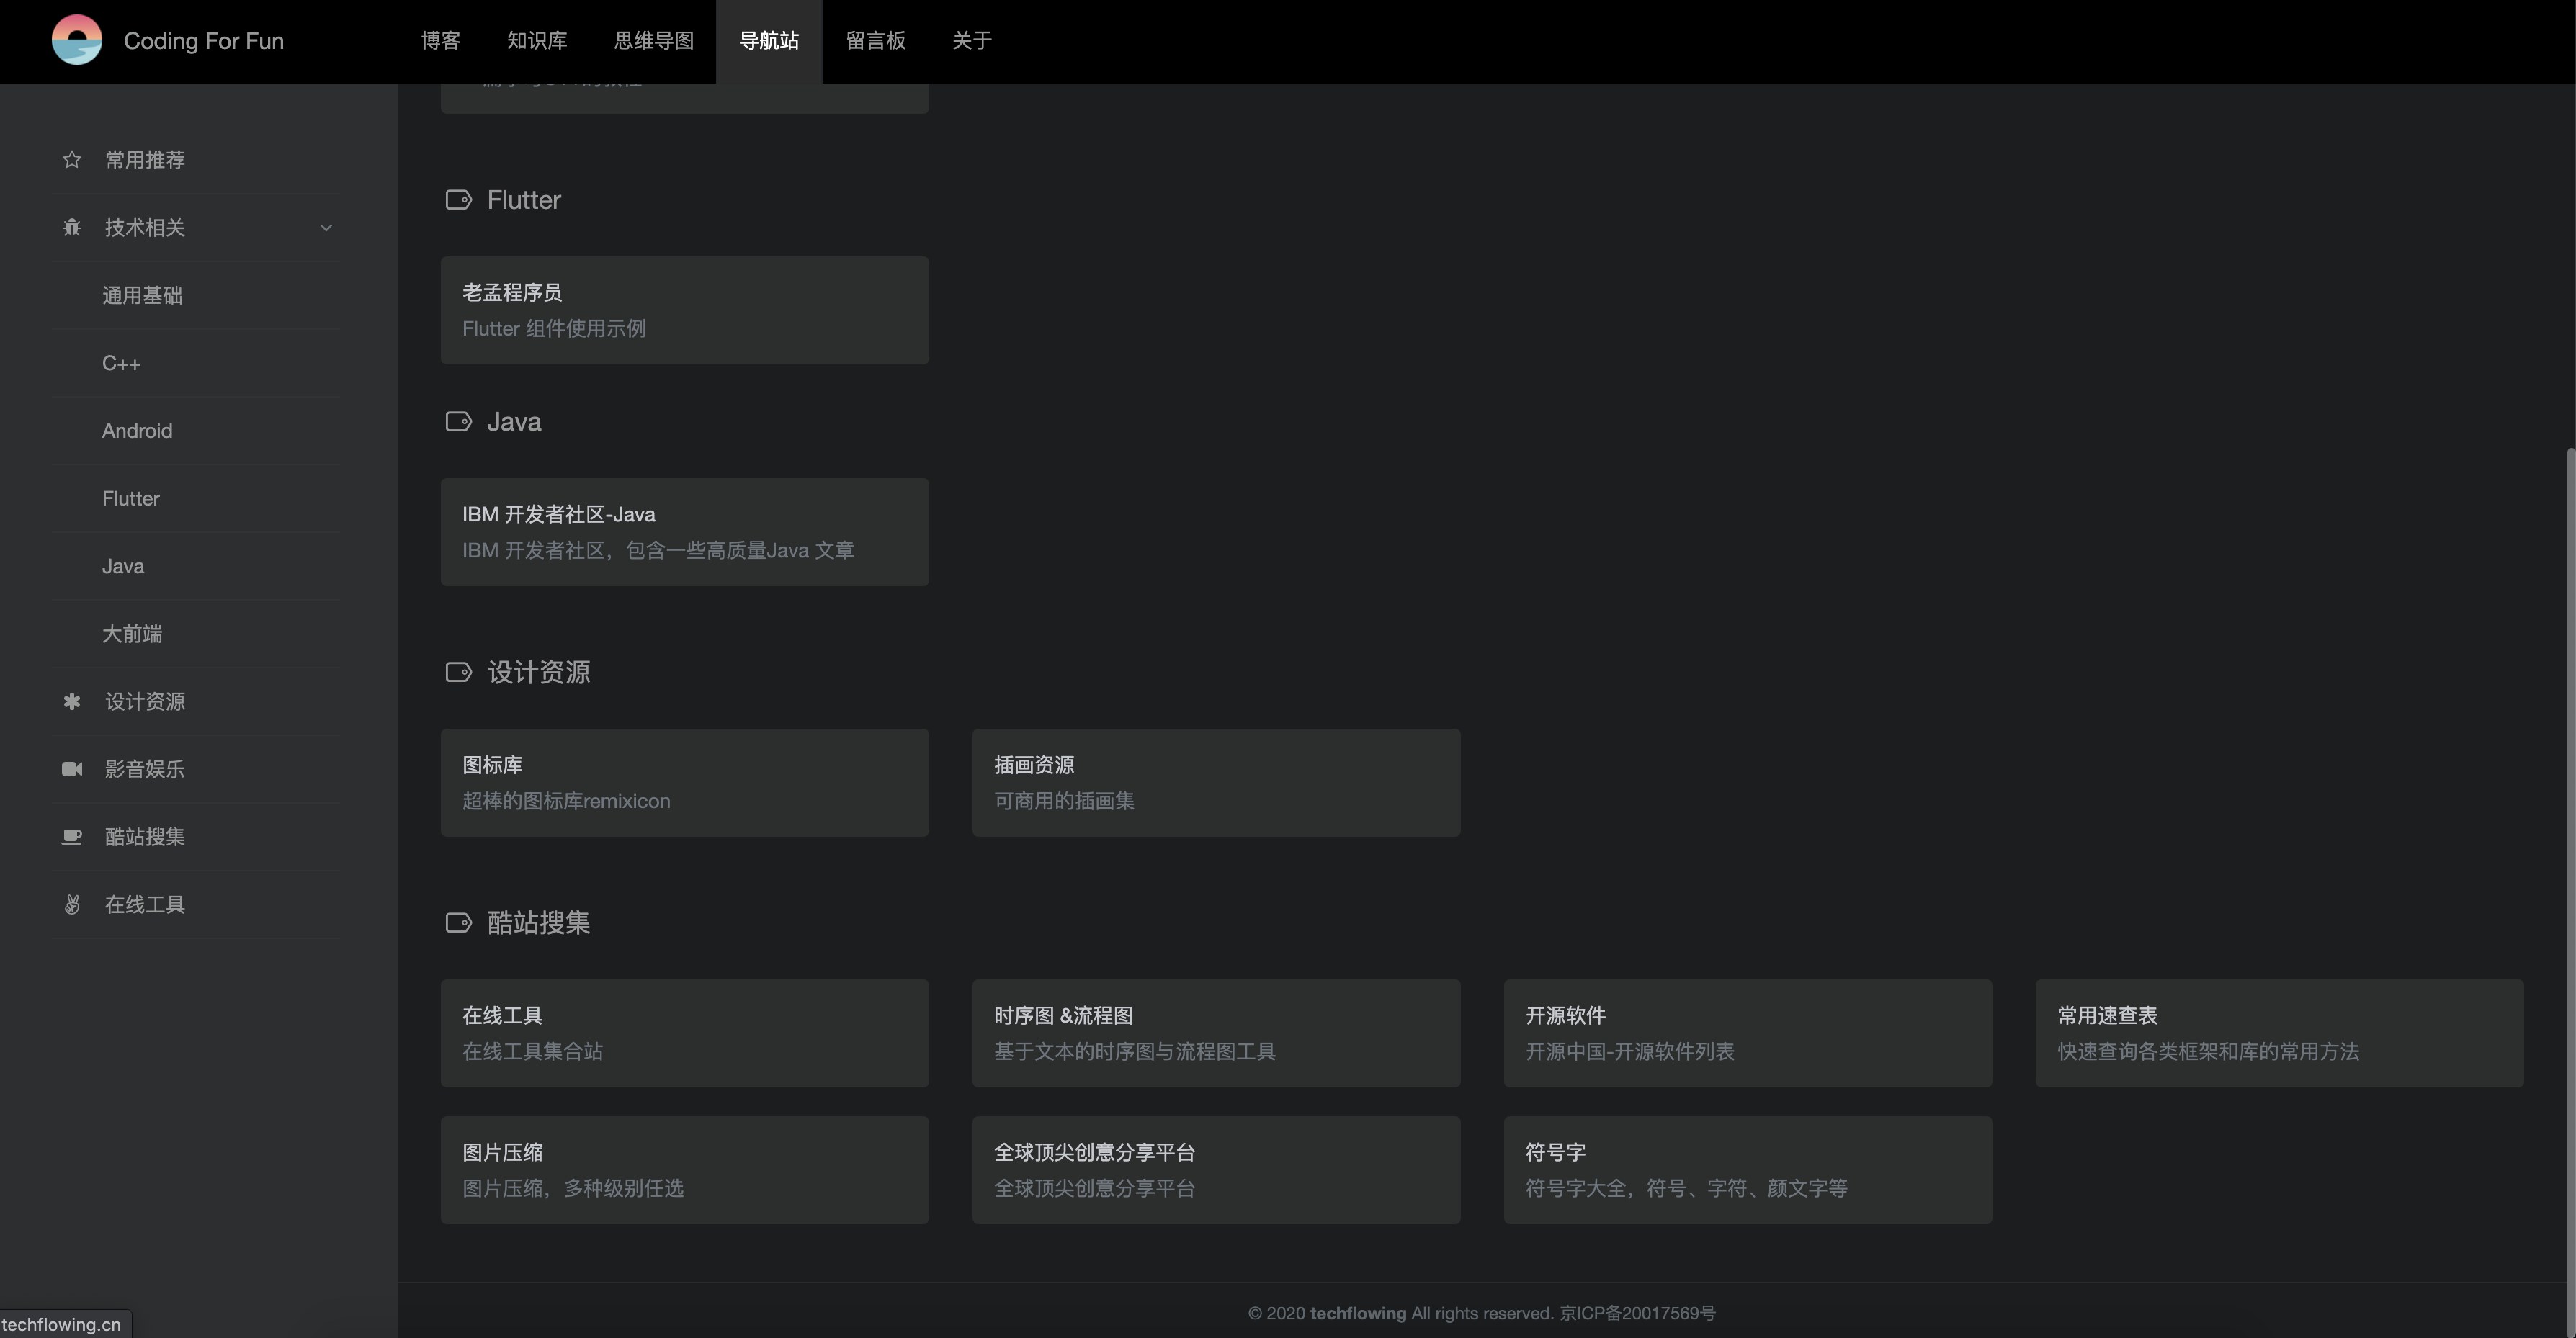 Coding For Fun
博客
知识库
思维导图
导航站
留言板
关于
常用推荐
技术相关
通用基础
C++
Android
Flutter
Java
大前端
设计资源
影音娱乐
酷站搜集
在线工具
Flutter
老孟程序员
Flutter 组件使用示例
Java
IBM 开发者社区-Java
IBM 开发者社区，包含一些高质量Java 文章
设计资源
图标库
超棒的图标库remixicon
插画资源
可商用的插画集
酷站搜集
在线工具
在线工具集合站
时序图 &流程图
基于文本的时序图与流程图工具
开源软件
开源中国-开源软件列表
常用速查表
快速查询各类框架和库的常用方法
图片压缩
图片压缩，多种级别任选
全球顶尖创意分享平台
全球顶尖创意分享平台
符号字
符号字大全，符号、字符、颜文字等
© 2020 techflowing All rights reserved. 京ICP备20017569号
techflowing.cn